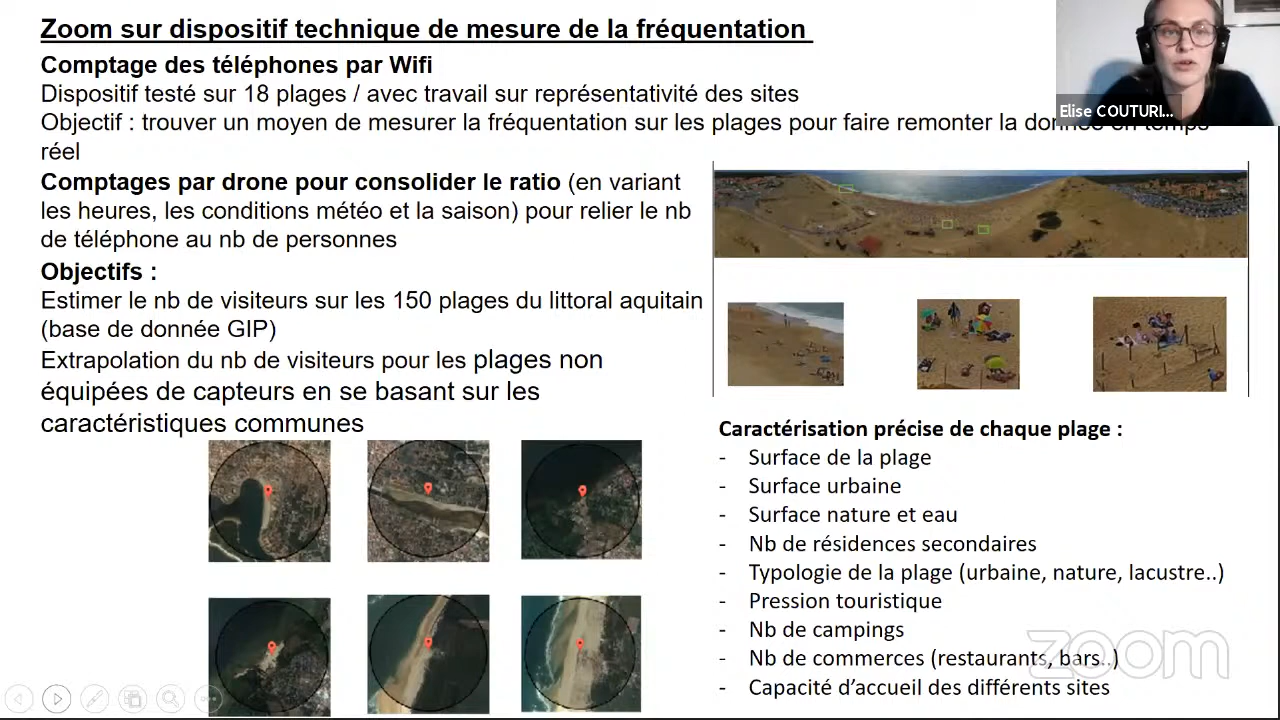 Zoom sur dispositif technique de mesure de la fréquentation
Comptage des téléphones par Wifi
Dispositif testé sur 18 plages / avec travail sur représentativité des sites
Objectif : trouver un moyen de mesurer la fréquentation sur les plages pour faire remonter la donnée en temps
réel
Comptages par drone pour consolider le ratio (en variant
les heures, les conditions météo et la saison) pour relier le nb
de téléphone au nb de personnes
Objectifs :
Estimer le nb de visiteurs sur les 150 plages du littoral aquitain
(base de donnée GIP)
Extrapolation du nb de visiteurs pour les plages non
équipées de capteurs en se basant sur les
caractéristiques communes
Elise COUTURI...
Caractérisation précise de chaque plage :
- Surface de la plage
- Surface urbaine
- Surface nature et eau
- Nb de résidences secondaires
- Typologie de la plage (urbaine, nature, lacustre..)
- Pression touristique
- Nb de campings
- Nb de commerces (restaurants, bars..)
- Capacité d'accueil des différents sites
zoom